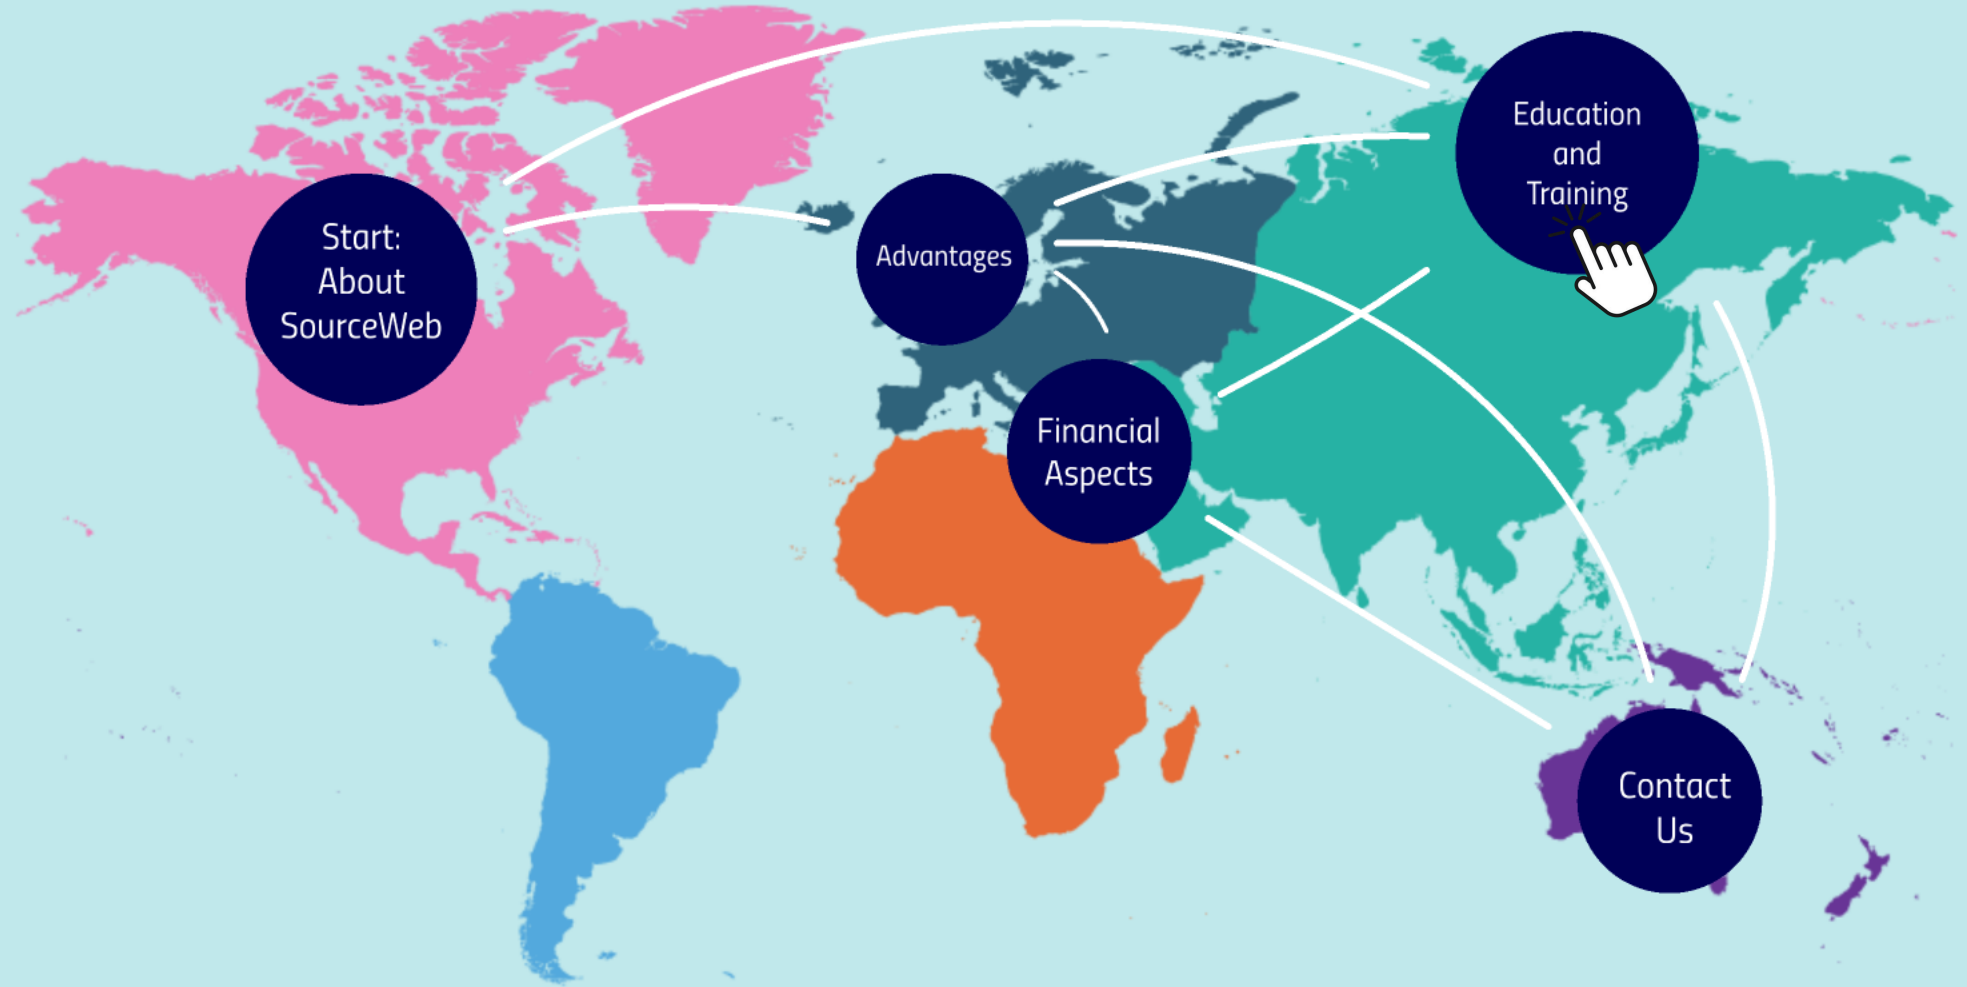 Start:
About
SourceWeb
Advantages
Financial
Aspects
Education
and
Training
Contact
Us